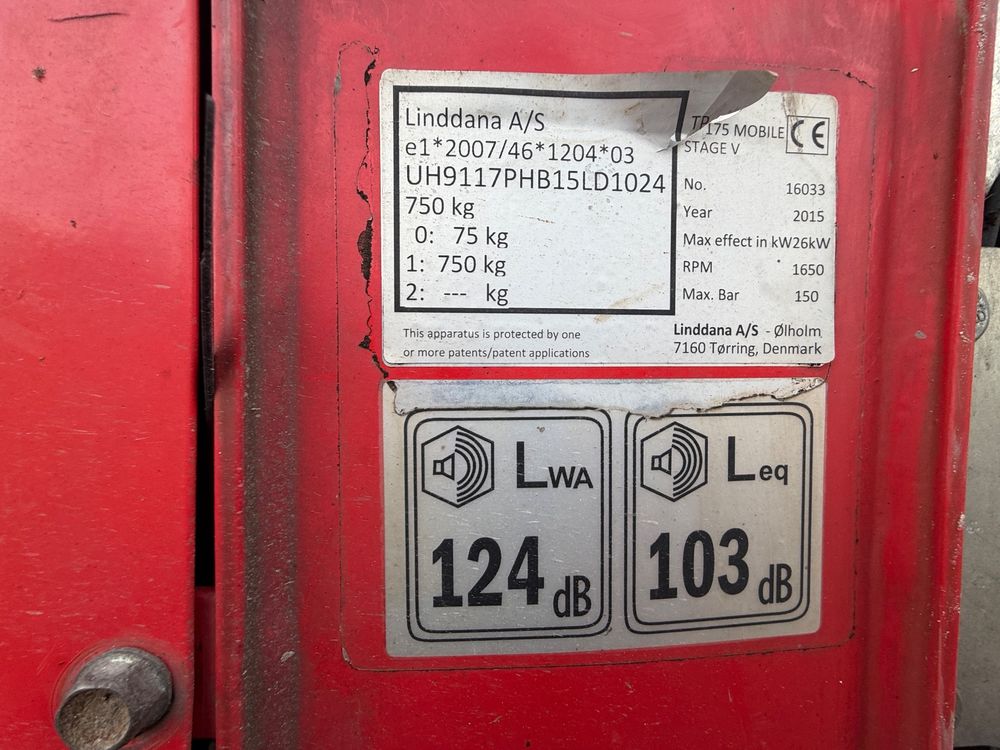 Linddana A/S
e1*2007/46*1204*03
UH9117PHB15LD1024
750 kg
0: 75 kg
1: 750 kg
2: --- kg
This apparatus is protected by one
or more patents/patent applications
TP175 MOBILE CE
STAGE V
No. 16033
Year 2015
Max effect in kW26kW
RPM 1650
Max. Bar 150
Linddana A/S - Ølholm
7160 Tørring, Denmark
LWA
124 dB
Leq
103 dB